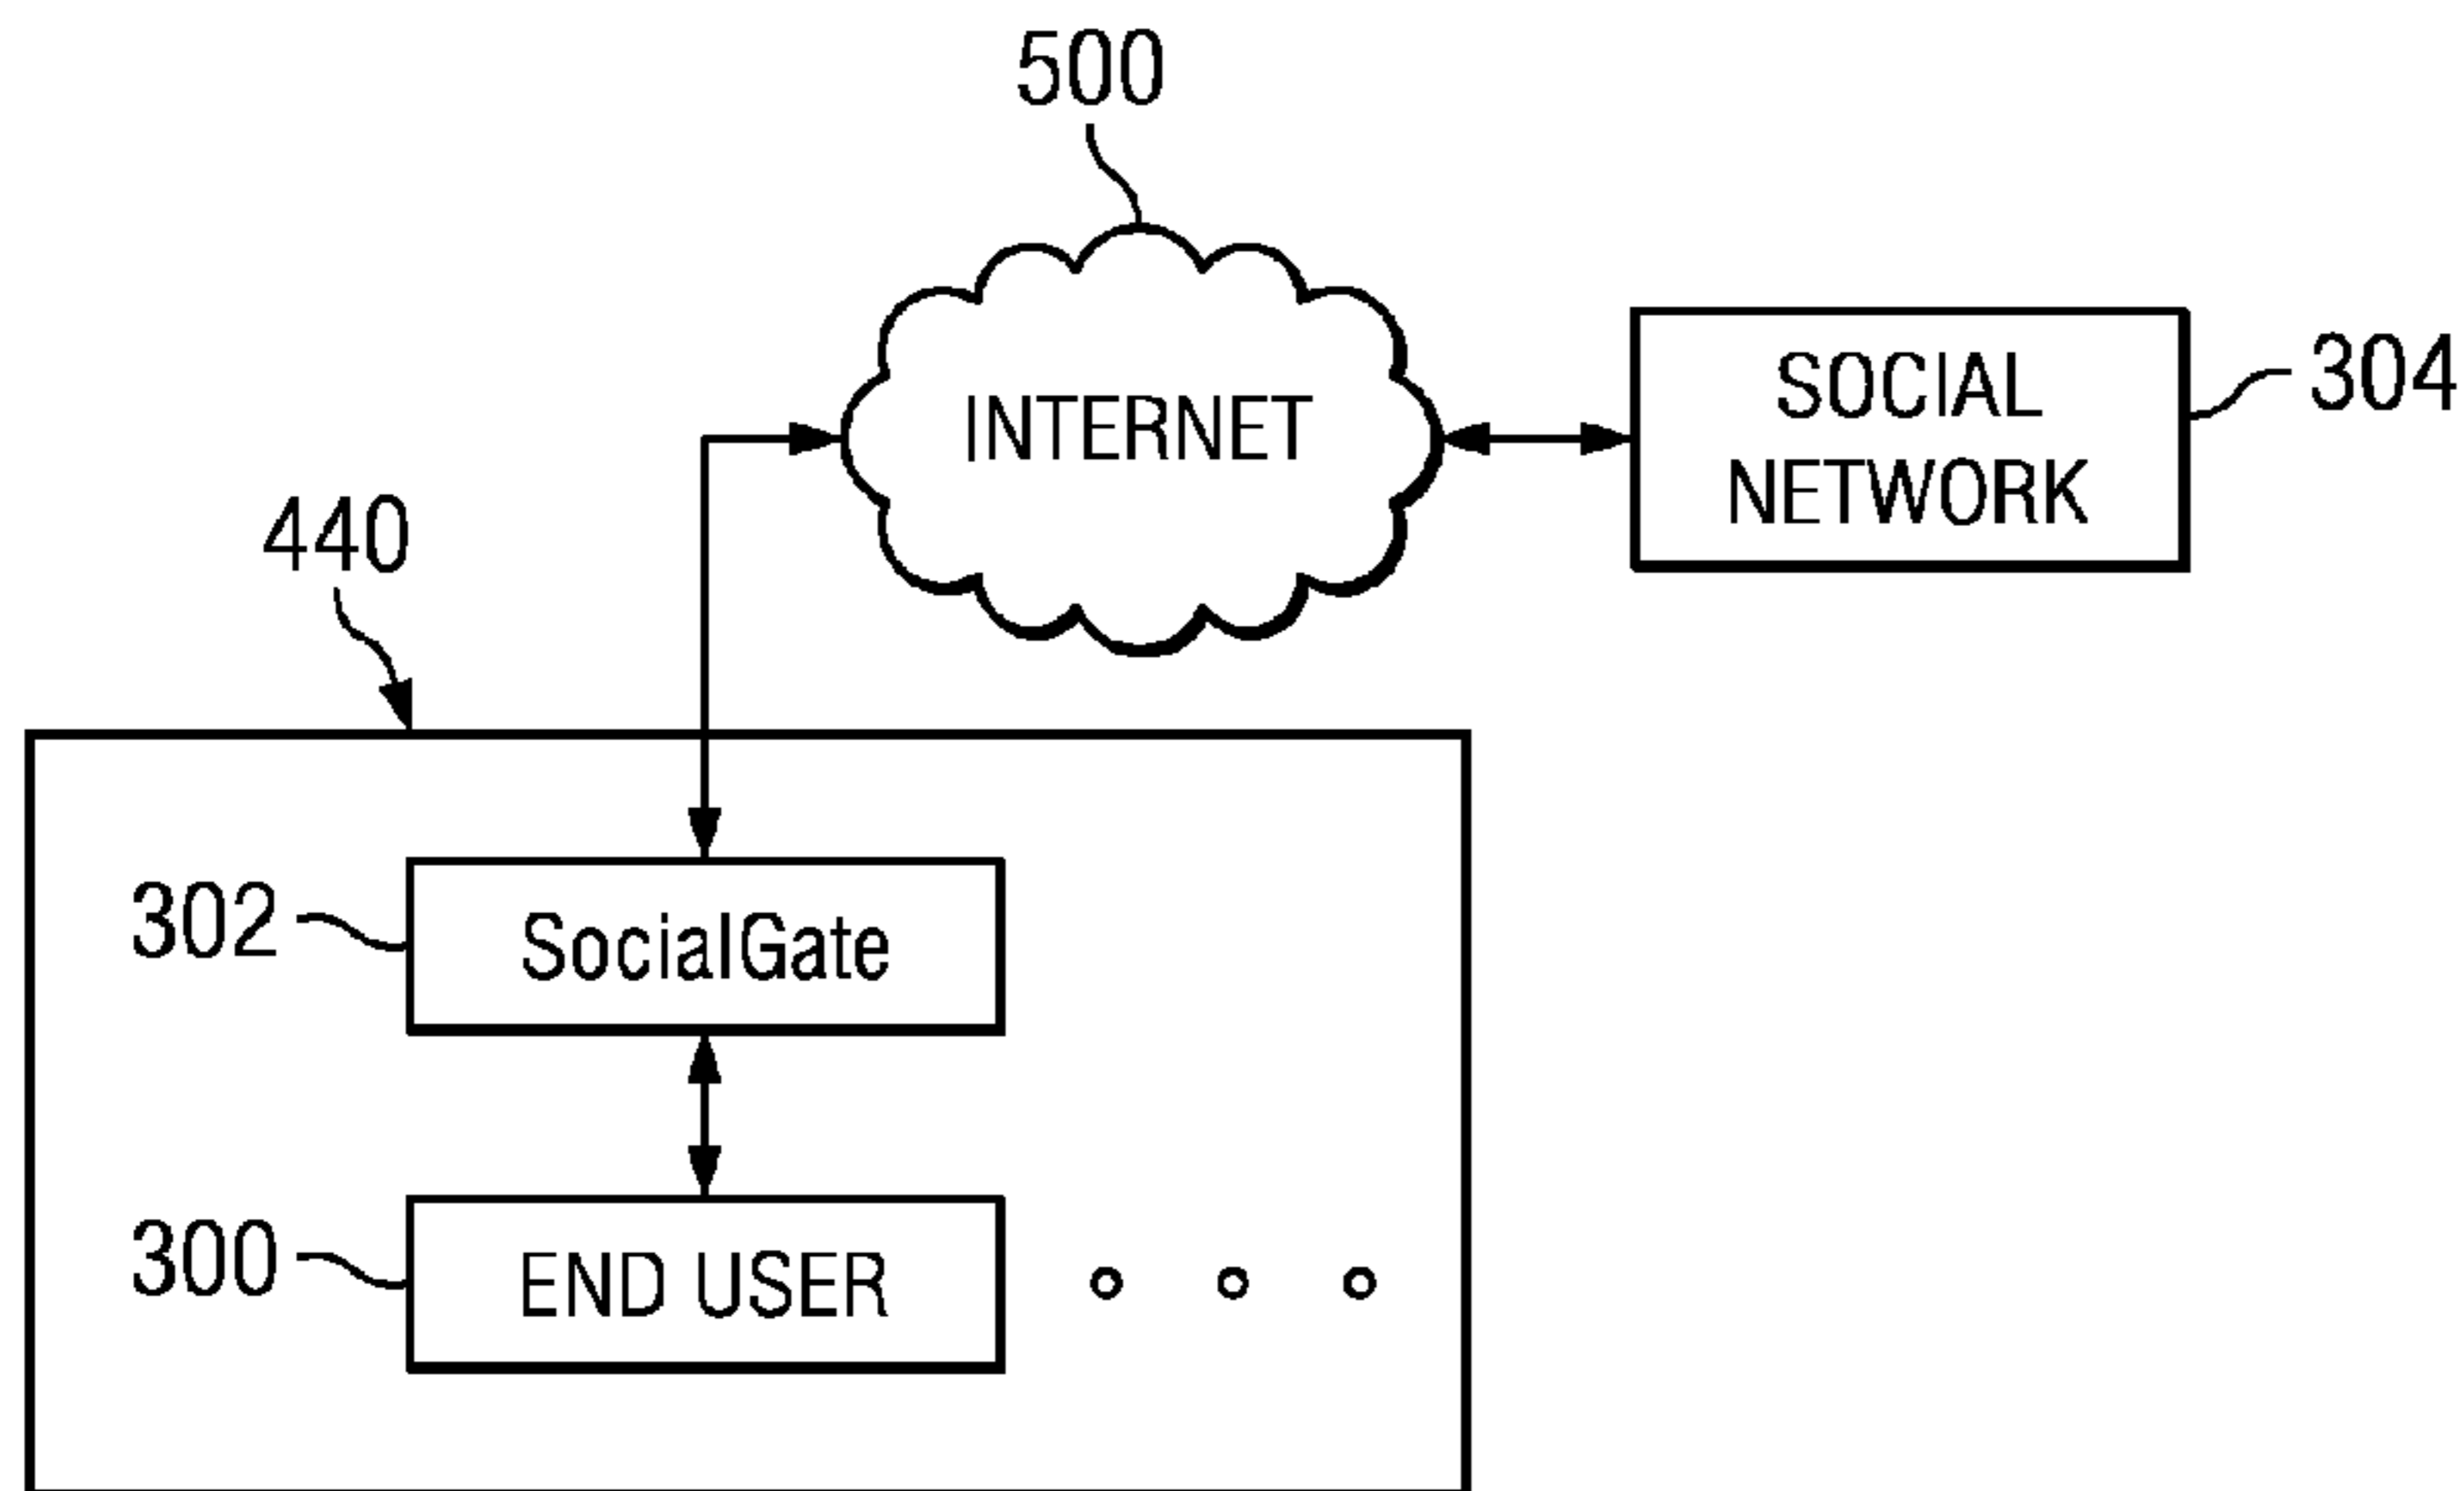 500
INTERNET
SOCIAL
NETWORK
304
440
302
SocialGate
300
END USER